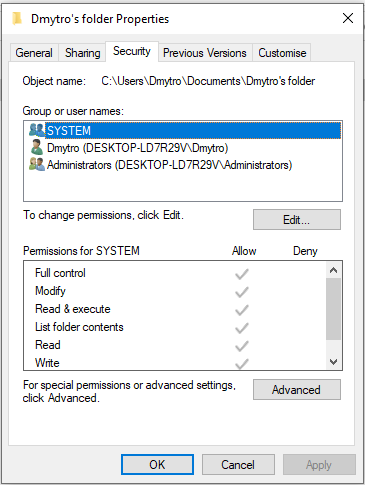 Dmytro's folder Properties
General Sharing Security Previous Versions Customise
Object name: C:\Users\Dmytro\Documents\Dmytro's folder
Group or user names:
SYSTEM
Dmytro (DESKTOP-LD7R29V\Dmytro)
Administrators (DESKTOP-LD7R29V\Administrators)
To change permissions, click Edit.
Edit...
Permissions for SYSTEM Allow Deny
Full control
Modify
Read & execute
List folder contents
Read
Write
For special permissions or advanced settings,
click Advanced.
Advanced
OK Cancel Apply